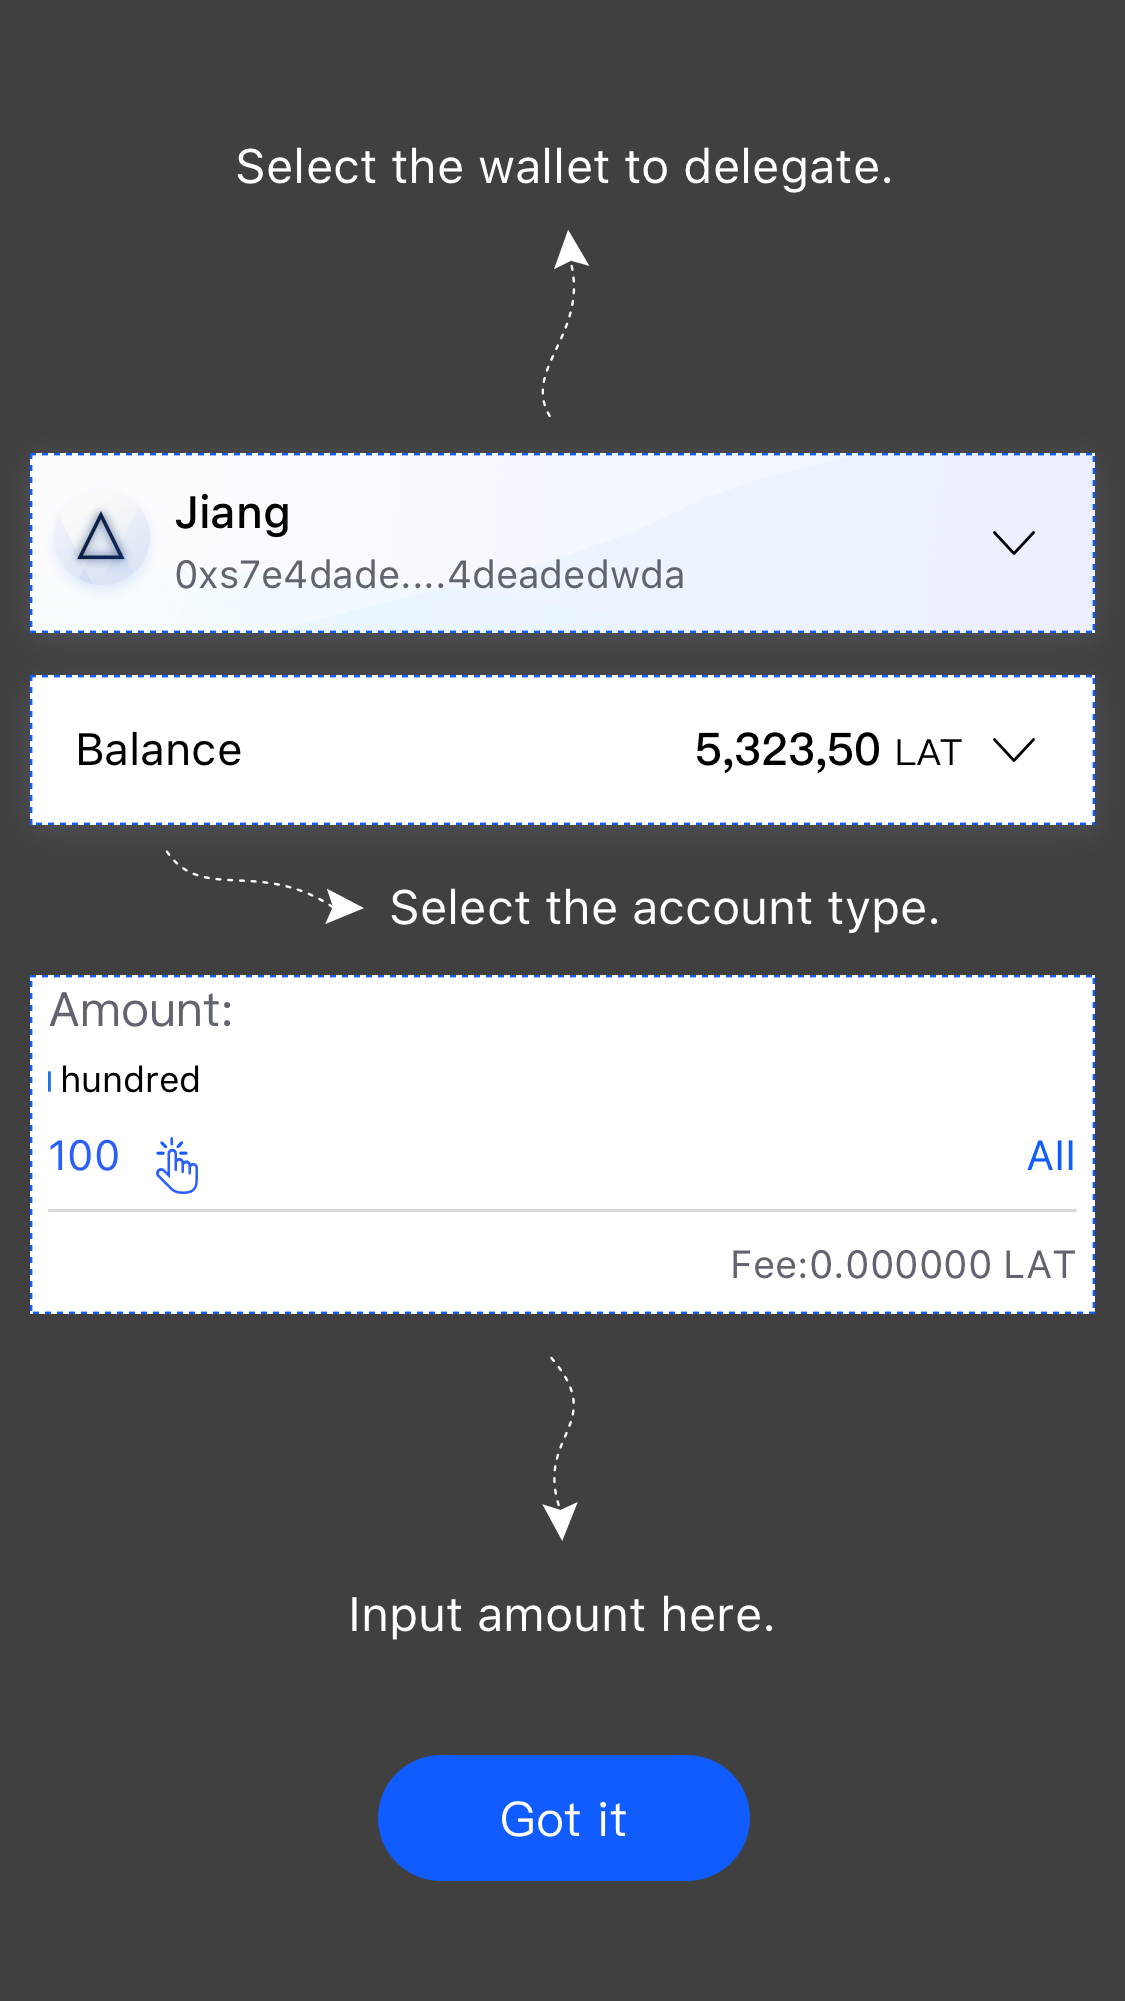 Select the wallet to delegate.
Jiang
0xs7e4dade....4deadedwda
Balance 5,323,50 LAT
Select the account type.
Amount:
hundred
100 All
Fee:0.000000 LAT
Input amount here.
Got it